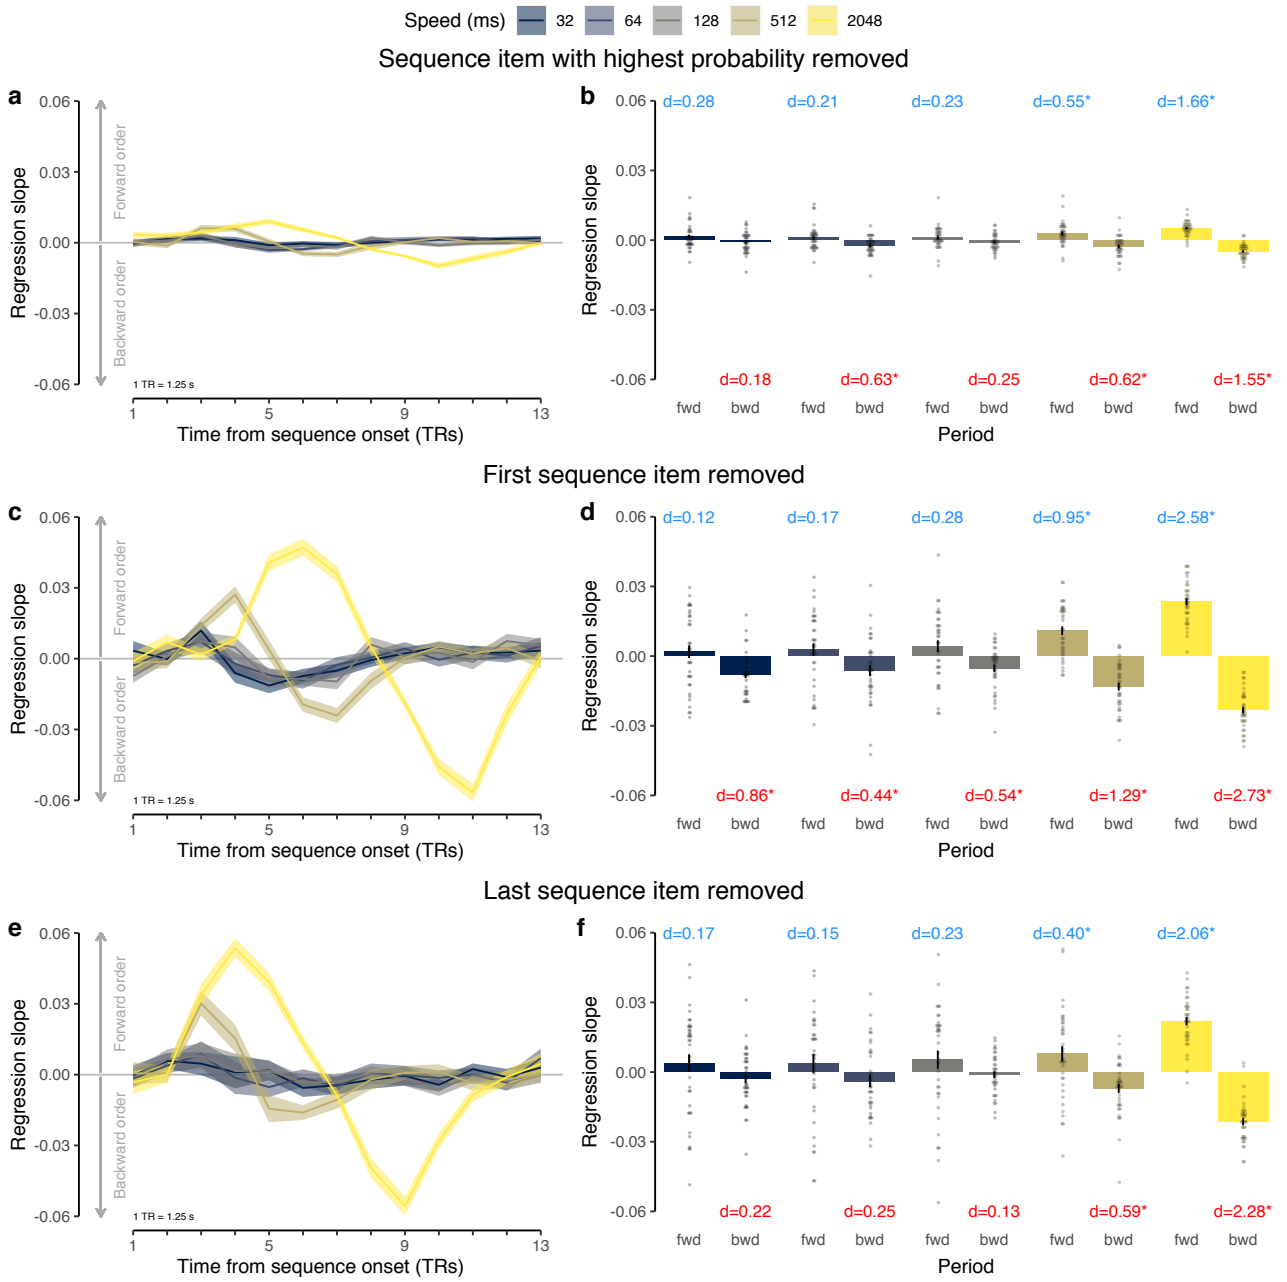 Speed (ms) 32 64 128 512 2048
Sequence item with highest probability removed
a
0.06
0.03
0.00
-0.03
-0.06
Regression slope
Forward order
Backward order
1 TR = 1.25 s
1 5 9 13
Time from sequence onset (TRs)
b
0.06
0.03
0.00
-0.03
-0.06
Regression slope
d=0.28 d=0.21 d=0.23 d=0.55* d=1.66*
d=0.18 d=0.63* d=0.25 d=0.62* d=1.55*
fwd bwd fwd bwd fwd bwd fwd bwd fwd bwd
Period
First sequence item removed
c
0.06
0.03
0.00
-0.03
-0.06
Regression slope
Forward order
Backward order
1 TR = 1.25 s
1 5 9 13
Time from sequence onset (TRs)
d
0.06
0.03
0.00
-0.03
-0.06
Regression slope
d=0.12 d=0.17 d=0.28 d=0.95* d=2.58*
d=0.86* d=0.44* d=0.54* d=1.29* d=2.73*
fwd bwd fwd bwd fwd bwd fwd bwd fwd bwd
Period
Last sequence item removed
e
0.06
0.03
0.00
-0.03
-0.06
Regression slope
Forward order
Backward order
1 TR = 1.25 s
1 5 9 13
Time from sequence onset (TRs)
f
0.06
0.03
0.00
-0.03
-0.06
Regression slope
d=0.17 d=0.15 d=0.23 d=0.40* d=2.06*
d=0.22 d=0.25 d=0.13 d=0.59* d=2.28*
fwd bwd fwd bwd fwd bwd fwd bwd fwd bwd
Period